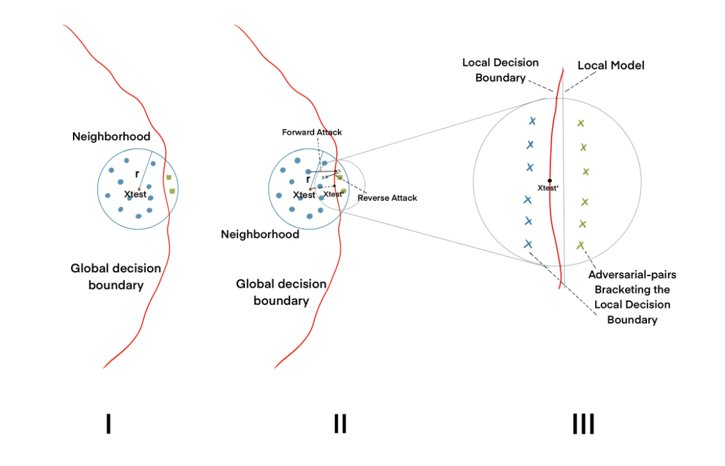 Neighborhood
r
Xtest
Global decision
boundary
I
Forward Attack
r
Xtest
Xtest'
Reverse Attack
Neighborhood
Global decision
boundary
II
Local Decision
Boundary
Local Model
Xtest'
Adversarial-pairs
Bracketing the
Local Decision
Boundary
III